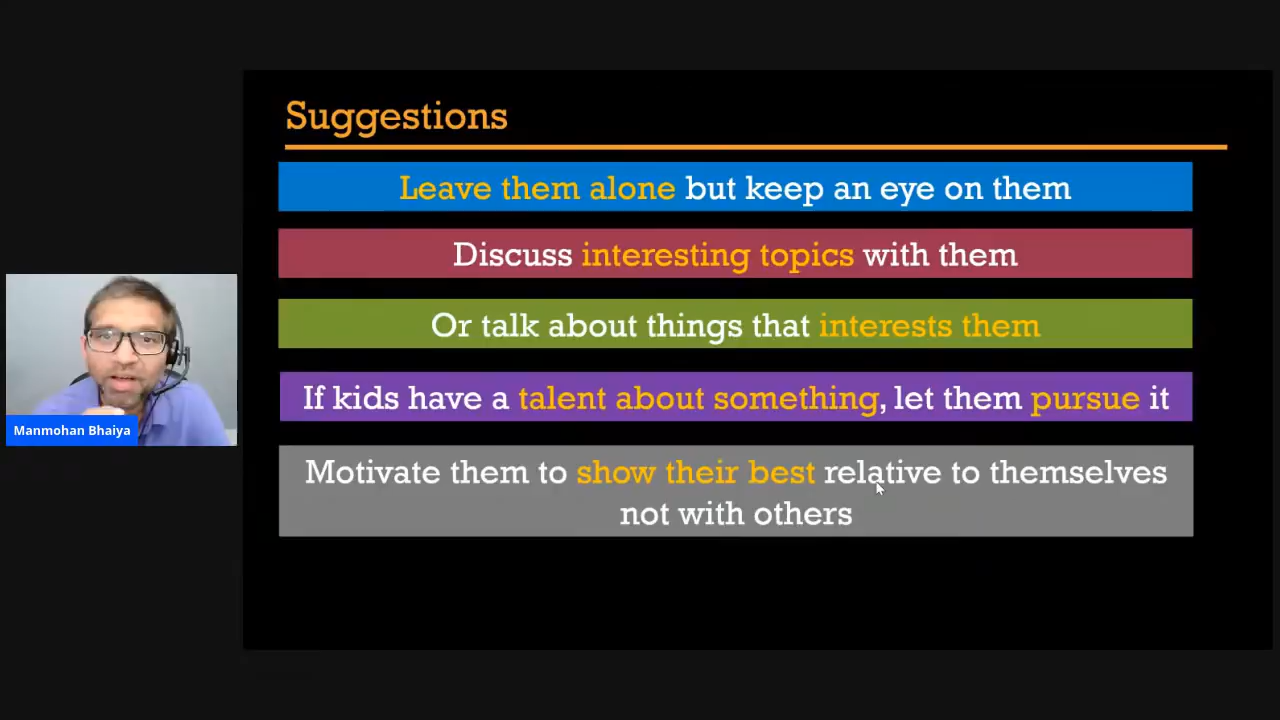 Suggestions
Leave them alone but keep an eye on them
Discuss interesting topics with them
Or talk about things that interests them
If kids have a talent about something, let them pursue it
Motivate them to show their best relative to themselves
not with others
Manmohan Bhaiya